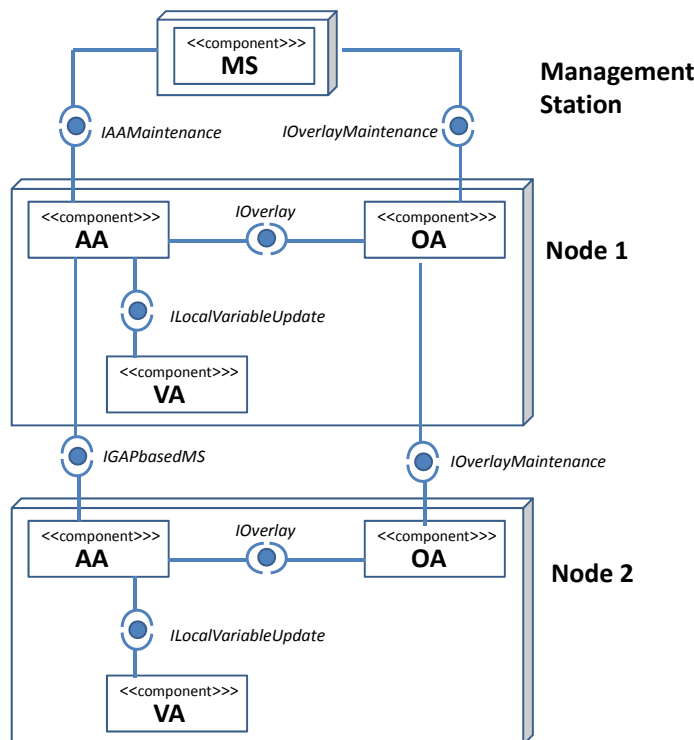 <<component>>>
MS
Management
Station
IAAMaintenance
IOverlayMaintenance
<<component>>>
AA
IOverlay
<<component>>>
OA
Node 1
ILocalVariableUpdate
<<component>>>
VA
IGAPbasedMS
IOverlayMaintenance
<<component>>>
AA
IOverlay
<<component>>>
OA
Node 2
ILocalVariableUpdate
<<component>>>
VA